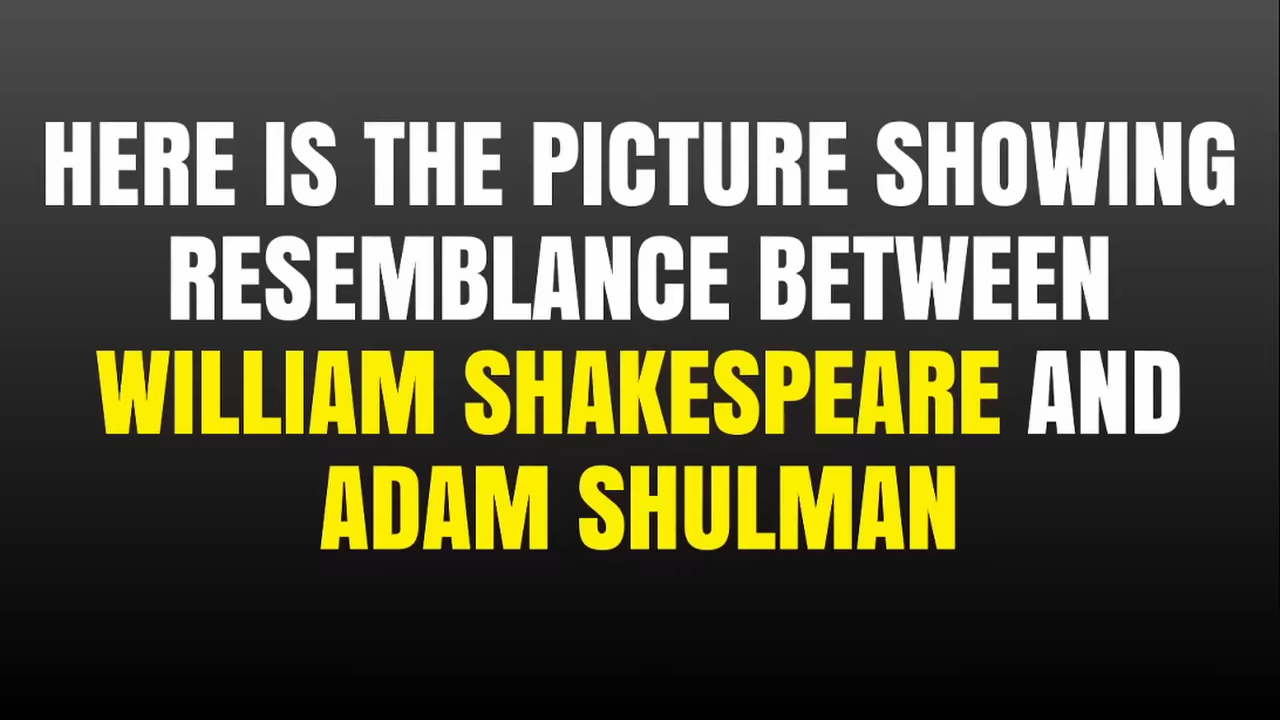 HERE IS THE PICTURE SHOWING
RESEMBLANCE BETWEEN
WILLIAM SHAKESPEARE AND
ADAM SHULMAN